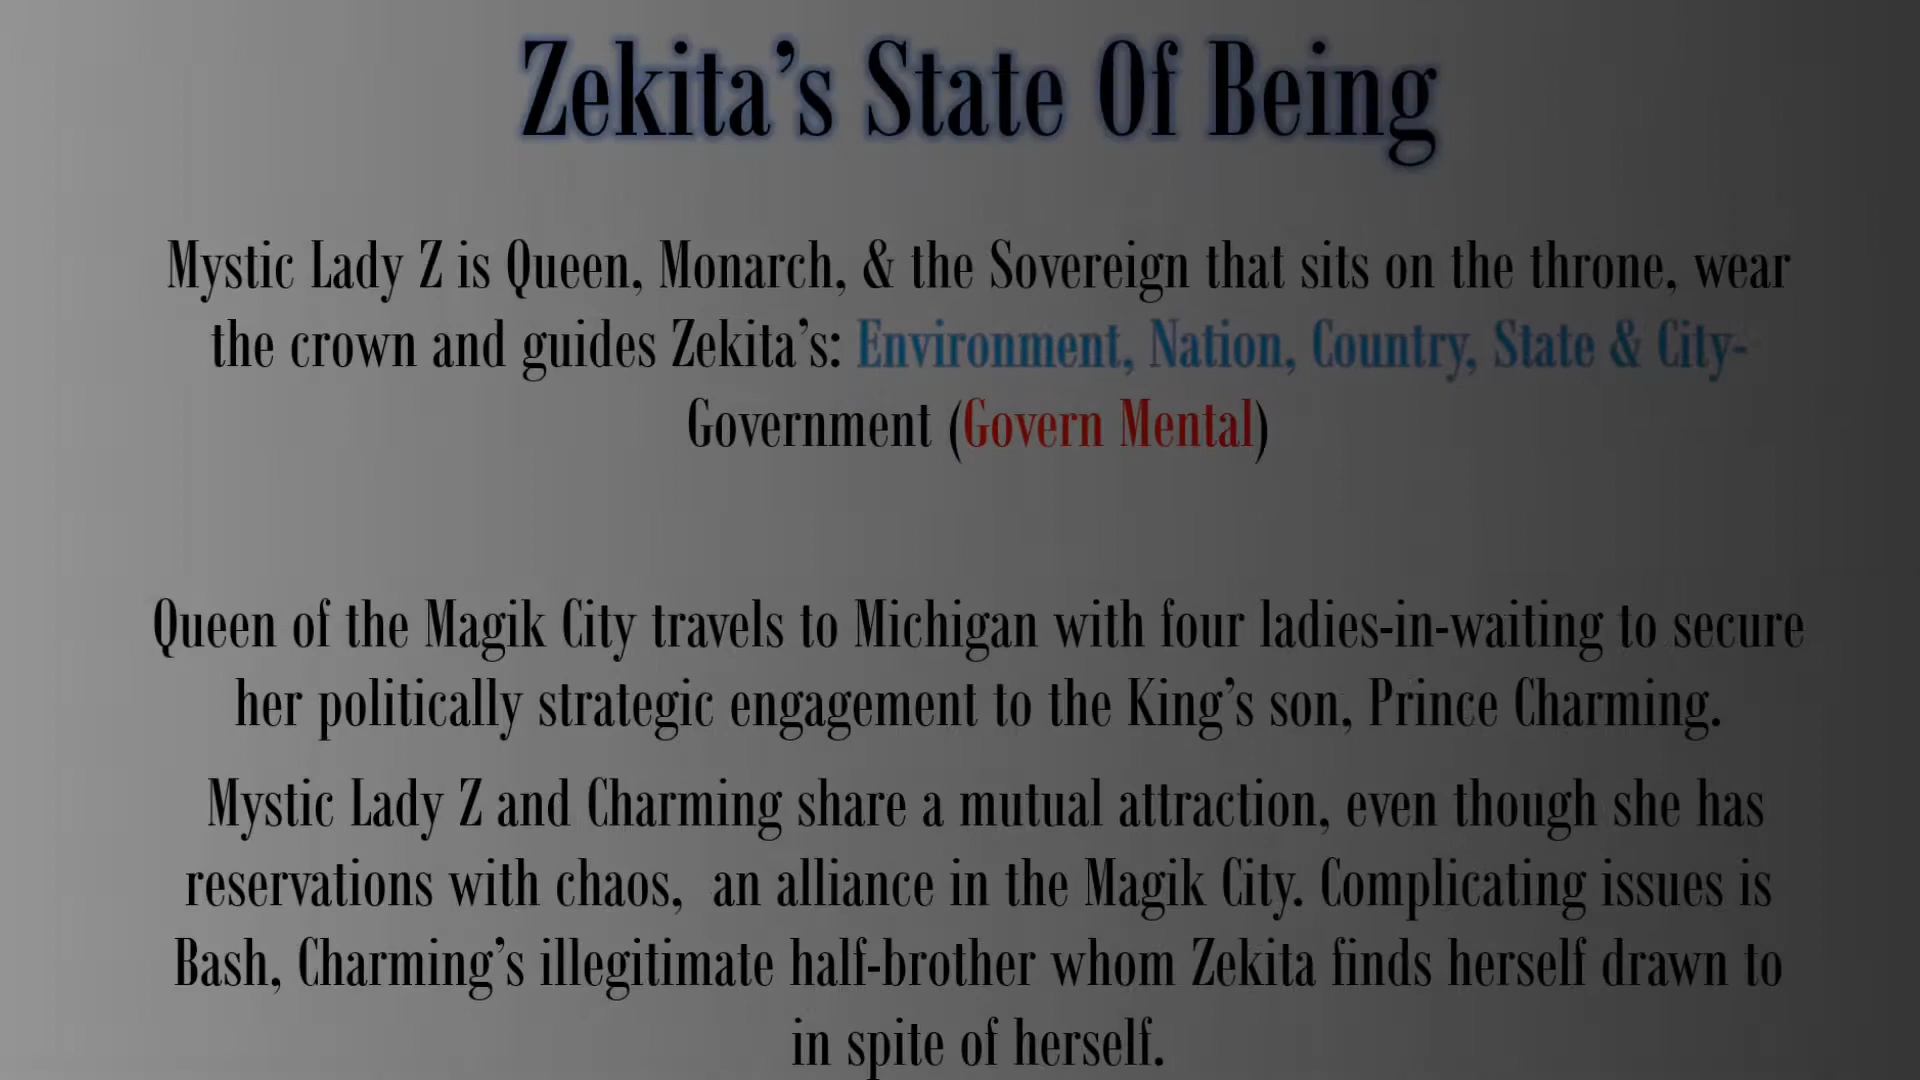 Zekita’s State Of Being
Mystic Lady Z is Queen, Monarch, & the Sovereign that sits on the throne, wear
the crown and guides Zekita’s: Environment, Nation, Country, State & City-
Government (Govern Mental)
Queen of the Magik City travels to Michigan with four ladies-in-waiting to secure
her politically strategic engagement to the King’s son, Prince Charming.
Mystic Lady Z and Charming share a mutual attraction, even though she has
reservations with chaos,  an alliance in the Magik City. Complicating issues is
Bash, Charming’s illegitimate half-brother whom Zekita finds herself drawn to
in spite of herself.